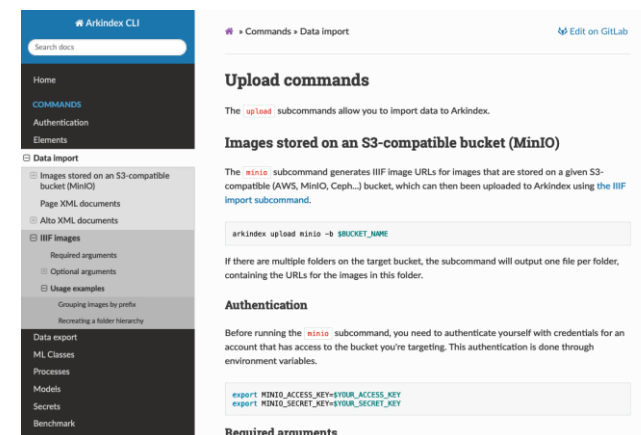 Arkindex CLI
Search docs
Home
COMMANDS
Authentication
Elements
Data import
Images stored on an S3-compatible
bucket (MinIO)
Page XML documents
Alto XML documents
IIIF images
Required arguments
Optional arguments
Usage examples
Grouping images by prefix
Recreating a folder hierarchy
Data export
ML Classes
Processes
Models
Secrets
Benchmark
» Commands » Data import
Edit on GitLab
Upload commands
The upload subcommands allow you to import data to Arkindex.
Images stored on an S3-compatible bucket (MinIO)
The minio subcommand generates IIIF image URLs for images that are stored on a given S3-
compatible (AWS, MinIO, Ceph...) bucket, which can then been uploaded to Arkindex using the IIIF
import subcommand.
arkindex upload minio -b $BUCKET_NAME
If there are multiple folders on the target bucket, the subcommand will output one file per folder,
containing the URLs for the images in this folder.
Authentication
Before running the minio subcommand, you need to authenticate yourself with credentials for an
account that has access to the bucket you're targeting. This authentication is done through
environment variables.
export MINIO_ACCESS_KEY=$YOUR_ACCESS_KEY
export MINIO_SECRET_KEY=$YOUR_SECRET_KEY
Required arguments